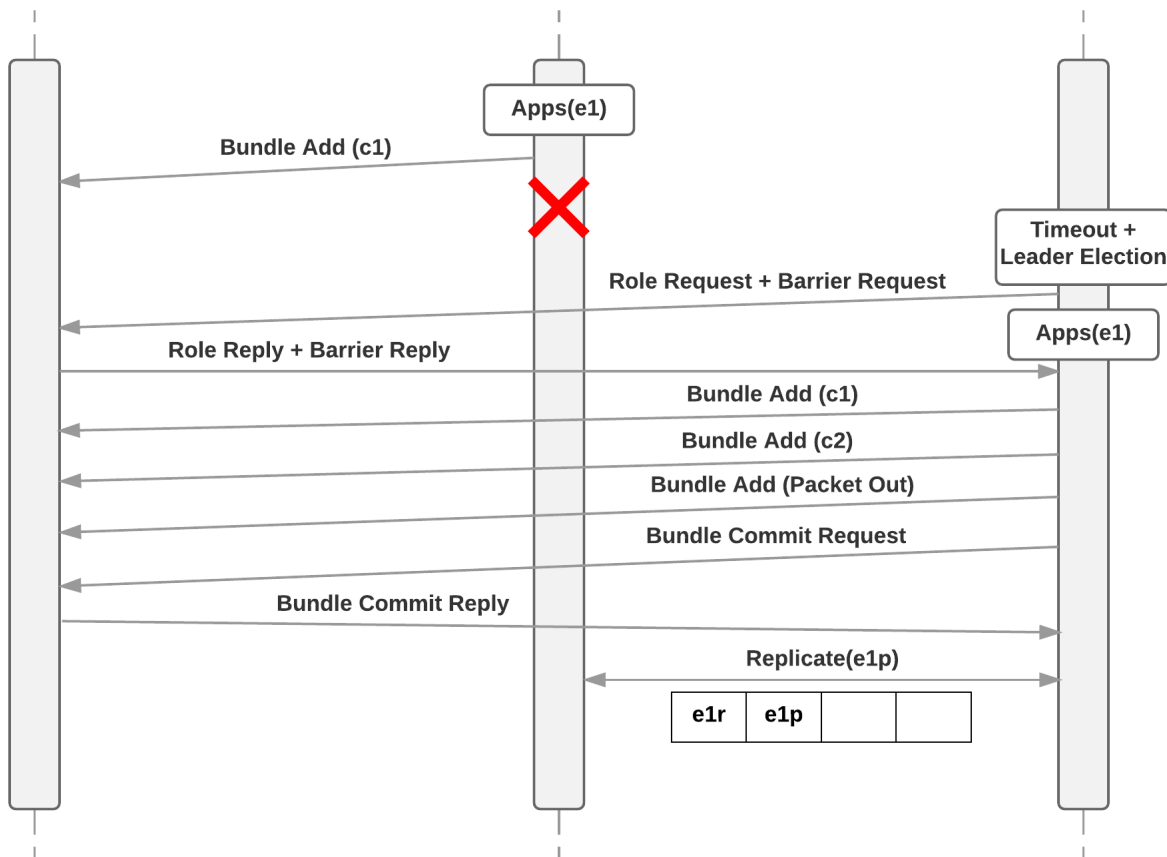 Apps(e1)
Bundle Add (c1)
Timeout +
Leader Election
Role Request + Barrier Request
Apps(e1)
Role Reply + Barrier Reply
Bundle Add (c1)
Bundle Add (c2)
Bundle Add (Packet Out)
Bundle Commit Request
Bundle Commit Reply
Replicate(e1p)
e1r e1p